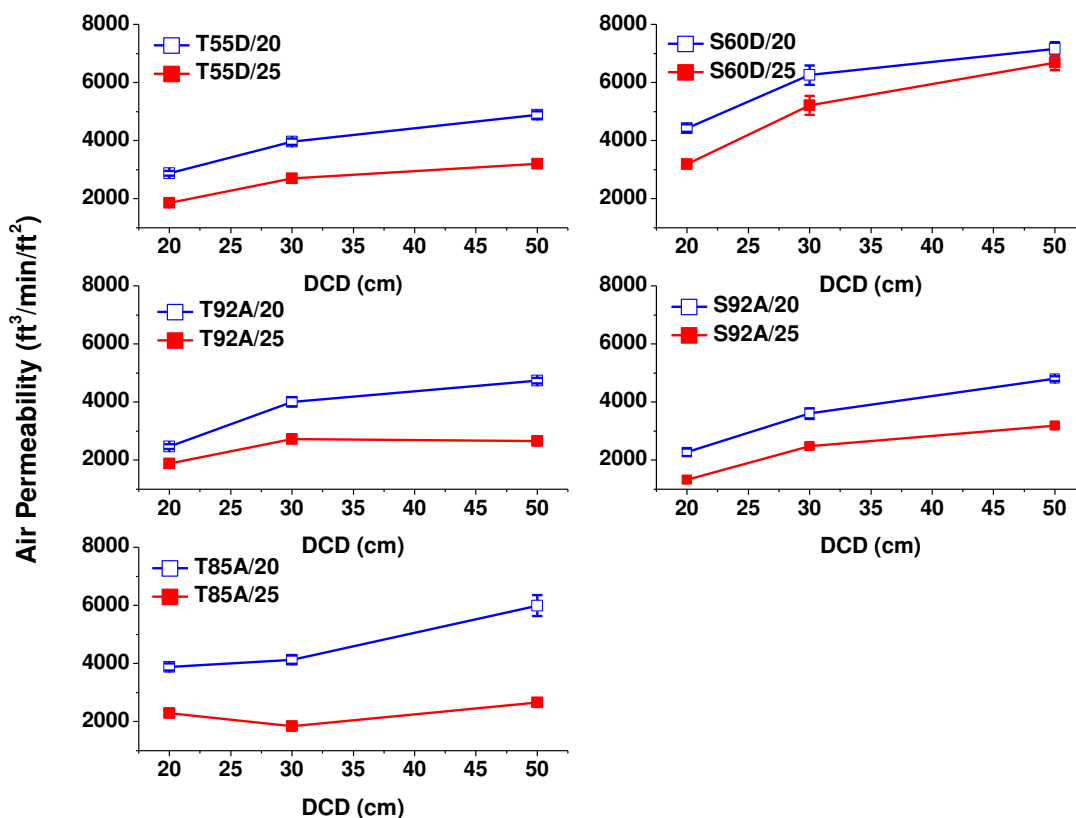 Air Permeability (ft³/min/ft²)
8000
6000
4000
2000
T55D/20
T55D/25
20 25 30 35 40 45 50
DCD (cm)
8000
6000
4000
2000
S60D/20
S60D/25
20 25 30 35 40 45 50
DCD (cm)
8000
6000
4000
2000
T92A/20
T92A/25
20 25 30 35 40 45 50
DCD (cm)
8000
6000
4000
2000
S92A/20
S92A/25
20 25 30 35 40 45 50
DCD (cm)
8000
6000
4000
2000
T85A/20
T85A/25
20 25 30 35 40 45 50
DCD (cm)